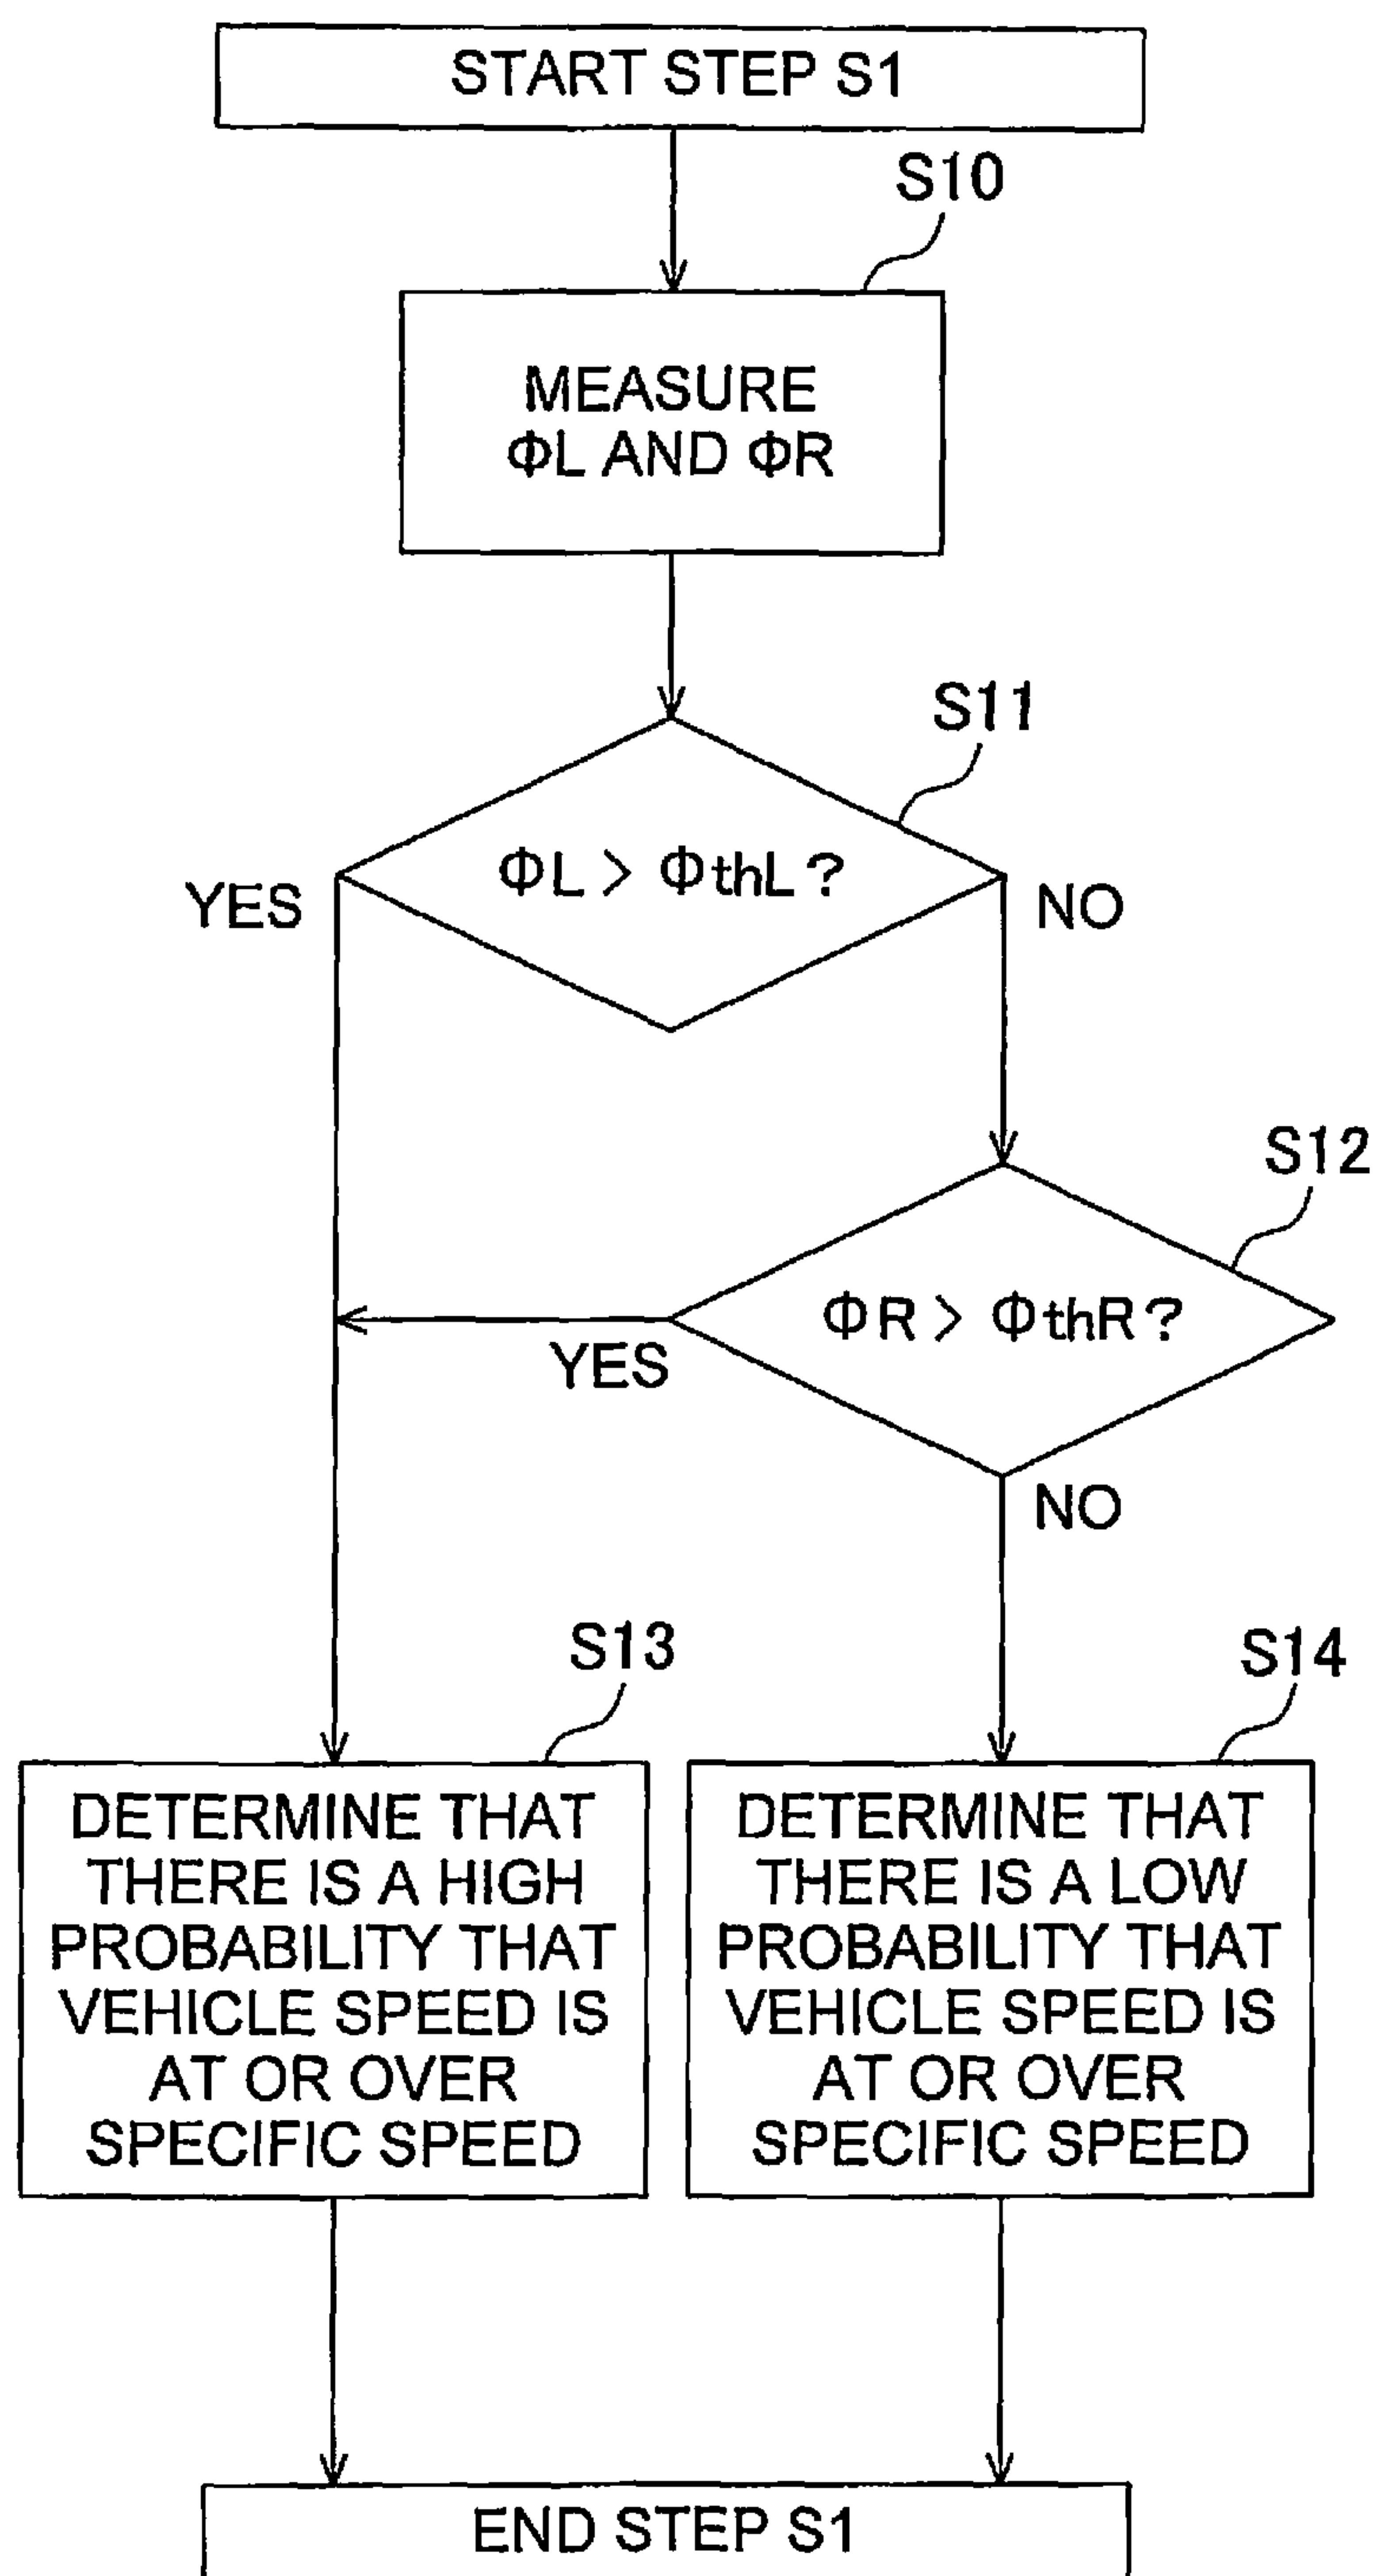 START STEP S1
S10
MEASURE
ΦL AND ΦR
S11
ΦL > ΦthL?
YES
NO
S12
ΦR > ΦthR?
YES
NO
S13
DETERMINE THAT
THERE IS A HIGH
PROBABILITY THAT
VEHICLE SPEED IS
AT OR OVER
SPECIFIC SPEED
S14
DETERMINE THAT
THERE IS A LOW
PROBABILITY THAT
VEHICLE SPEED IS
AT OR OVER
SPECIFIC SPEED
END STEP S1